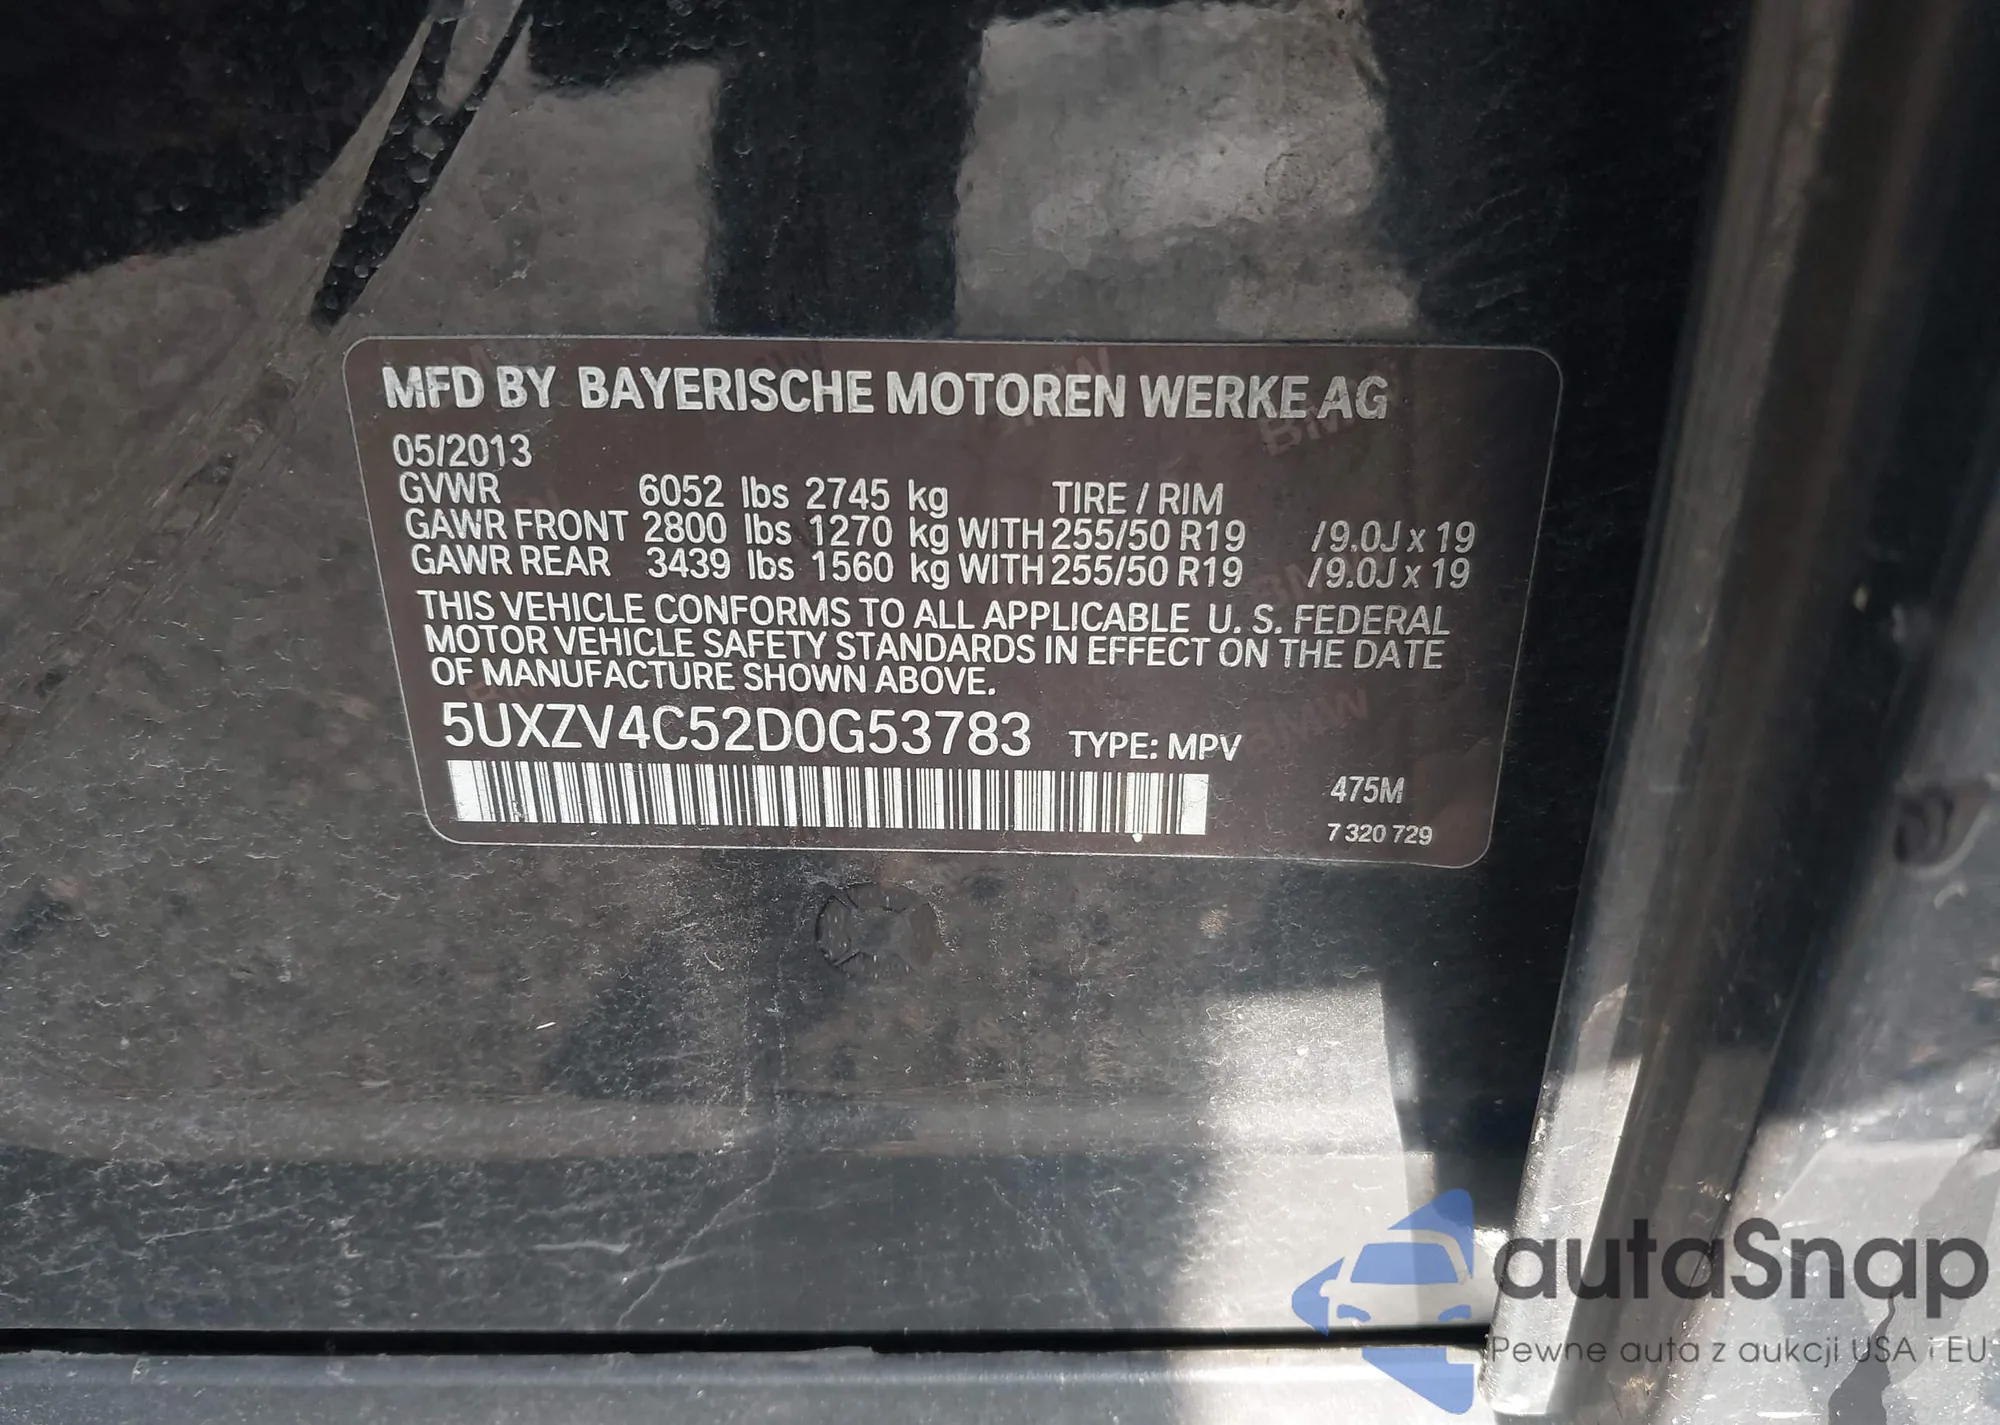 MFD BY BAYERISCHE MOTOREN WERKE AG
05/2013
GVWR 6052 lbs 2745 kg TIRE / RIM
GAWR FRONT 2800 lbs 1270 kg WITH 255/50 R19 /9.0J x 19
GAWR REAR 3439 lbs 1560 kg WITH 255/50 R19 /9.0J x 19
THIS VEHICLE CONFORMS TO ALL APPLICABLE U. S. FEDERAL
MOTOR VEHICLE SAFETY STANDARDS IN EFFECT ON THE DATE
OF MANUFACTURE SHOWN ABOVE.
5UXZV4C52D0G53783 TYPE: MPV
475M
7 320 729
autaSnap
Pewne auta z aukcji USA i EU